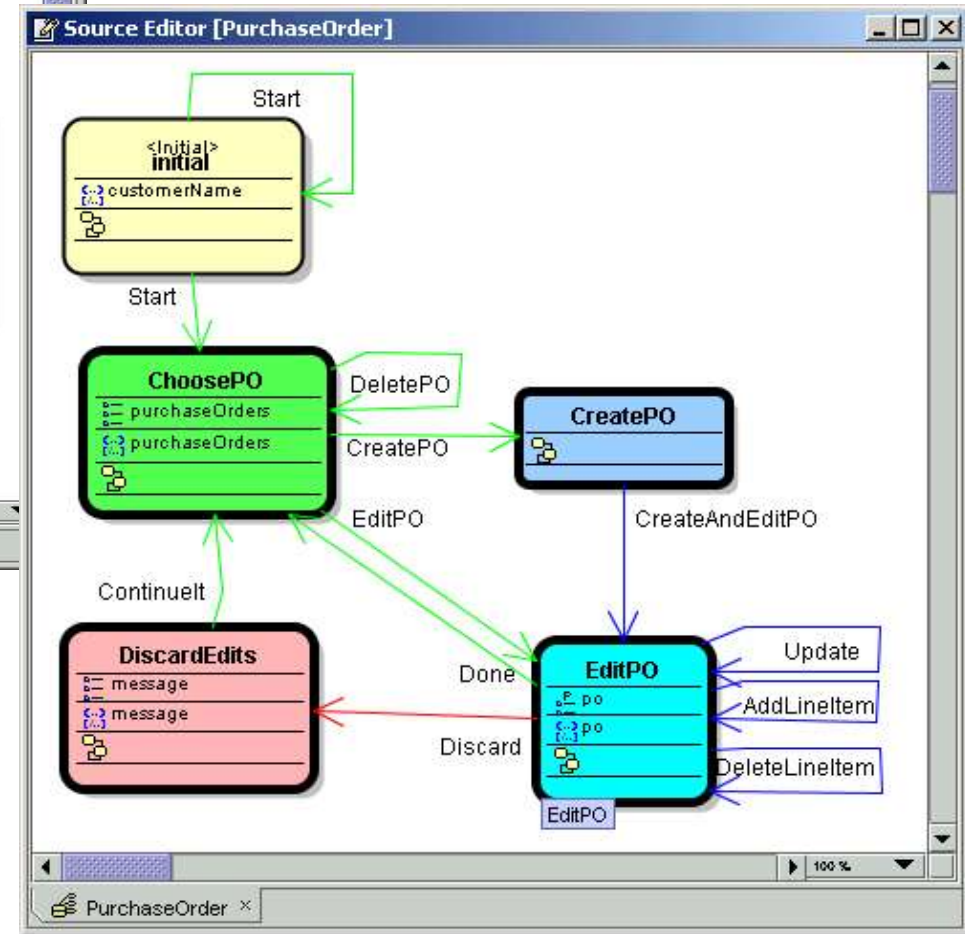 Source Editor [PurchaseOrder]
Start
<Initial>
initial
customerName
Start
ChoosePO
purchaseOrders
purchaseOrders
DeletePO
CreatePO
CreatePO
EditPO
CreateAndEditPO
ContinueIt
DiscardEdits
message
message
Done
Discard
EditPO
po
po
Update
AddLineItem
DeleteLineItem
EditPO
100 %
PurchaseOrder